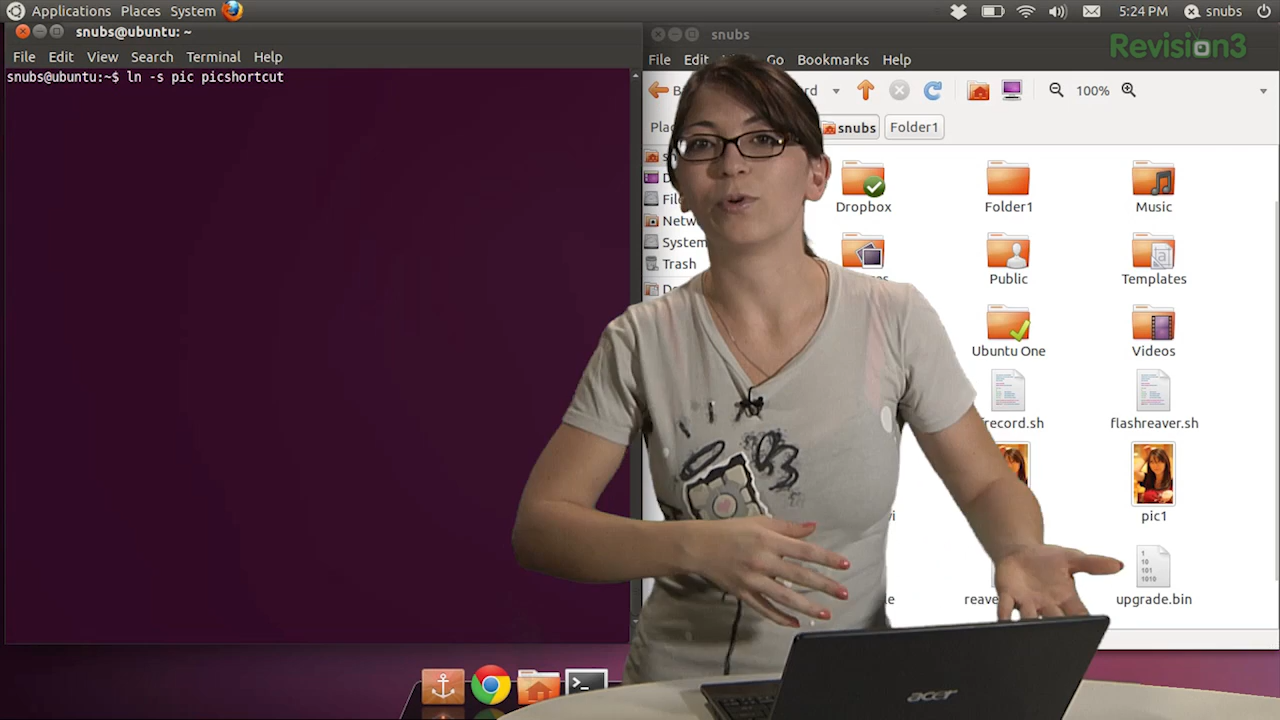 Applications Places System
5:24 PM snubs
snubs@ubuntu: ~
File Edit View Search Terminal Help
snubs@ubuntu:~$ ln -s pic picshortcut
snubs
Revision3
File Edit Go Bookmarks Help
100%
snubs Folder1
System
Trash
Dropbox Folder1 Music
Public Templates
Ubuntu One Videos
record.sh flashreaver.sh
pic1
upgrade.bin
acer